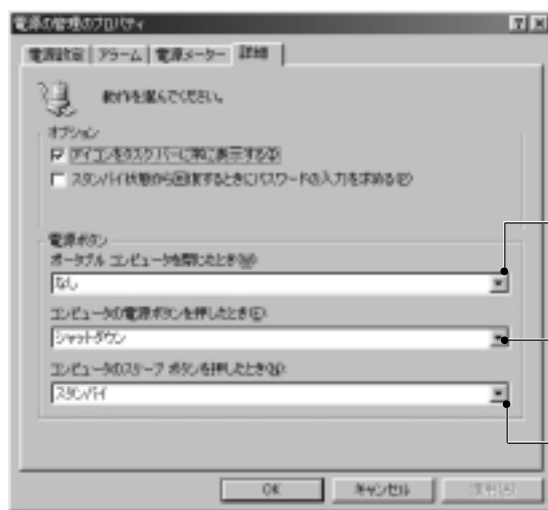 電源の管理のプロパティ
電源設定 アラーム 電源メーター 詳細
動作を選んでください。
オプション
アイコンをタスク バーに常に表示する
スタンバイ状態から回復するときにパスワードの入力を求める(P)
電源ボタン
ポータブル コンピュータを閉じたとき(W):
なし
コンピュータの電源ボタンを押したとき(E):
シャットダウン
コンピュータのスリープ ボタンを押したとき
スタンバイ
OK キャンセル